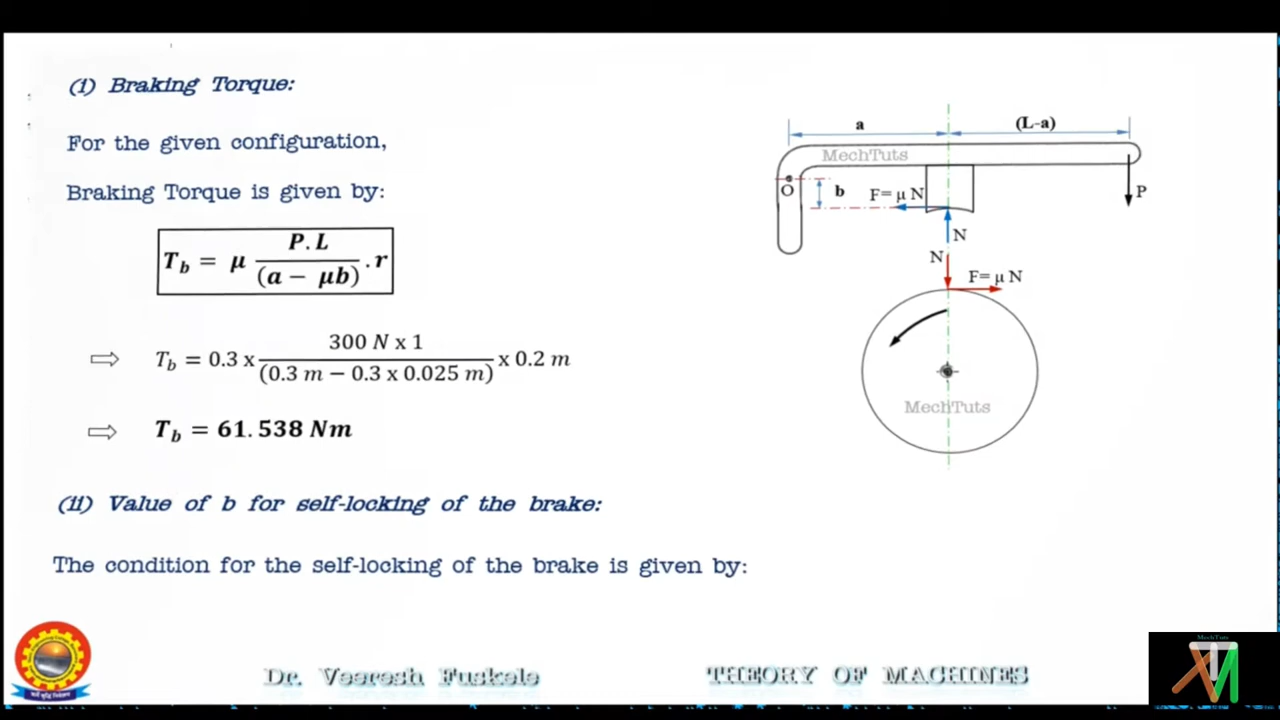 (i) Braking Torque:
For the given configuration,
Braking Torque is given by:
T_b = μ P.L / (a − μb) . r
⇨ T_b = 0.3 x 300 N x 1 / (0.3 m − 0.3 x 0.025 m) x 0.2 m
⇨ T_b = 61.538 Nm
(ii) Value of b for self-locking of the brake:
The condition for the self-locking of the brake is given by:
a
(L-a)
MechTuts
O
b
F= μ N
P
N
N
F= μ N
MechTuts
Dr. Veeresh Fuskele
THEORY OF MACHINES
MechTuts